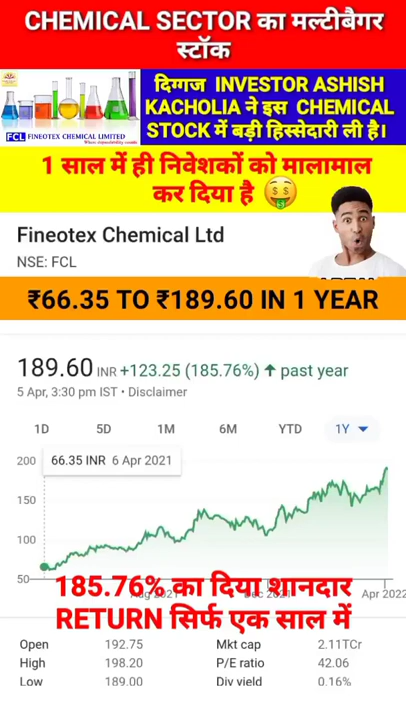 CHEMICAL SECTOR का मल्टीबैगर
स्टॉक
दिग्गज INVESTOR ASHISH
KACHOLIA ने इस CHEMICAL
STOCK में बड़ी हिस्सेदारी ली है।
FCL FINEOTEX CHEMICAL LIMITED
1 साल में ही निवेशकों को मालामाल
कर दिया है
Fineotex Chemical Ltd
NSE: FCL
₹66.35 TO ₹189.60 IN 1 YEAR
189.60 INR +123.25 (185.76%) ↑ past year
5 Apr, 3:30 pm IST • Disclaimer
1D 5D 1M 6M YTD 1Y
66.35 INR 6 Apr 2021
200
150
100
50
Apr 2022
185.76% का दिया शानदार
RETURN सिर्फ एक साल में
Open 192.75 Mkt cap 2.11TCr
High 198.20 P/E ratio 42.06
Low 189.00 Div yield 0.16%